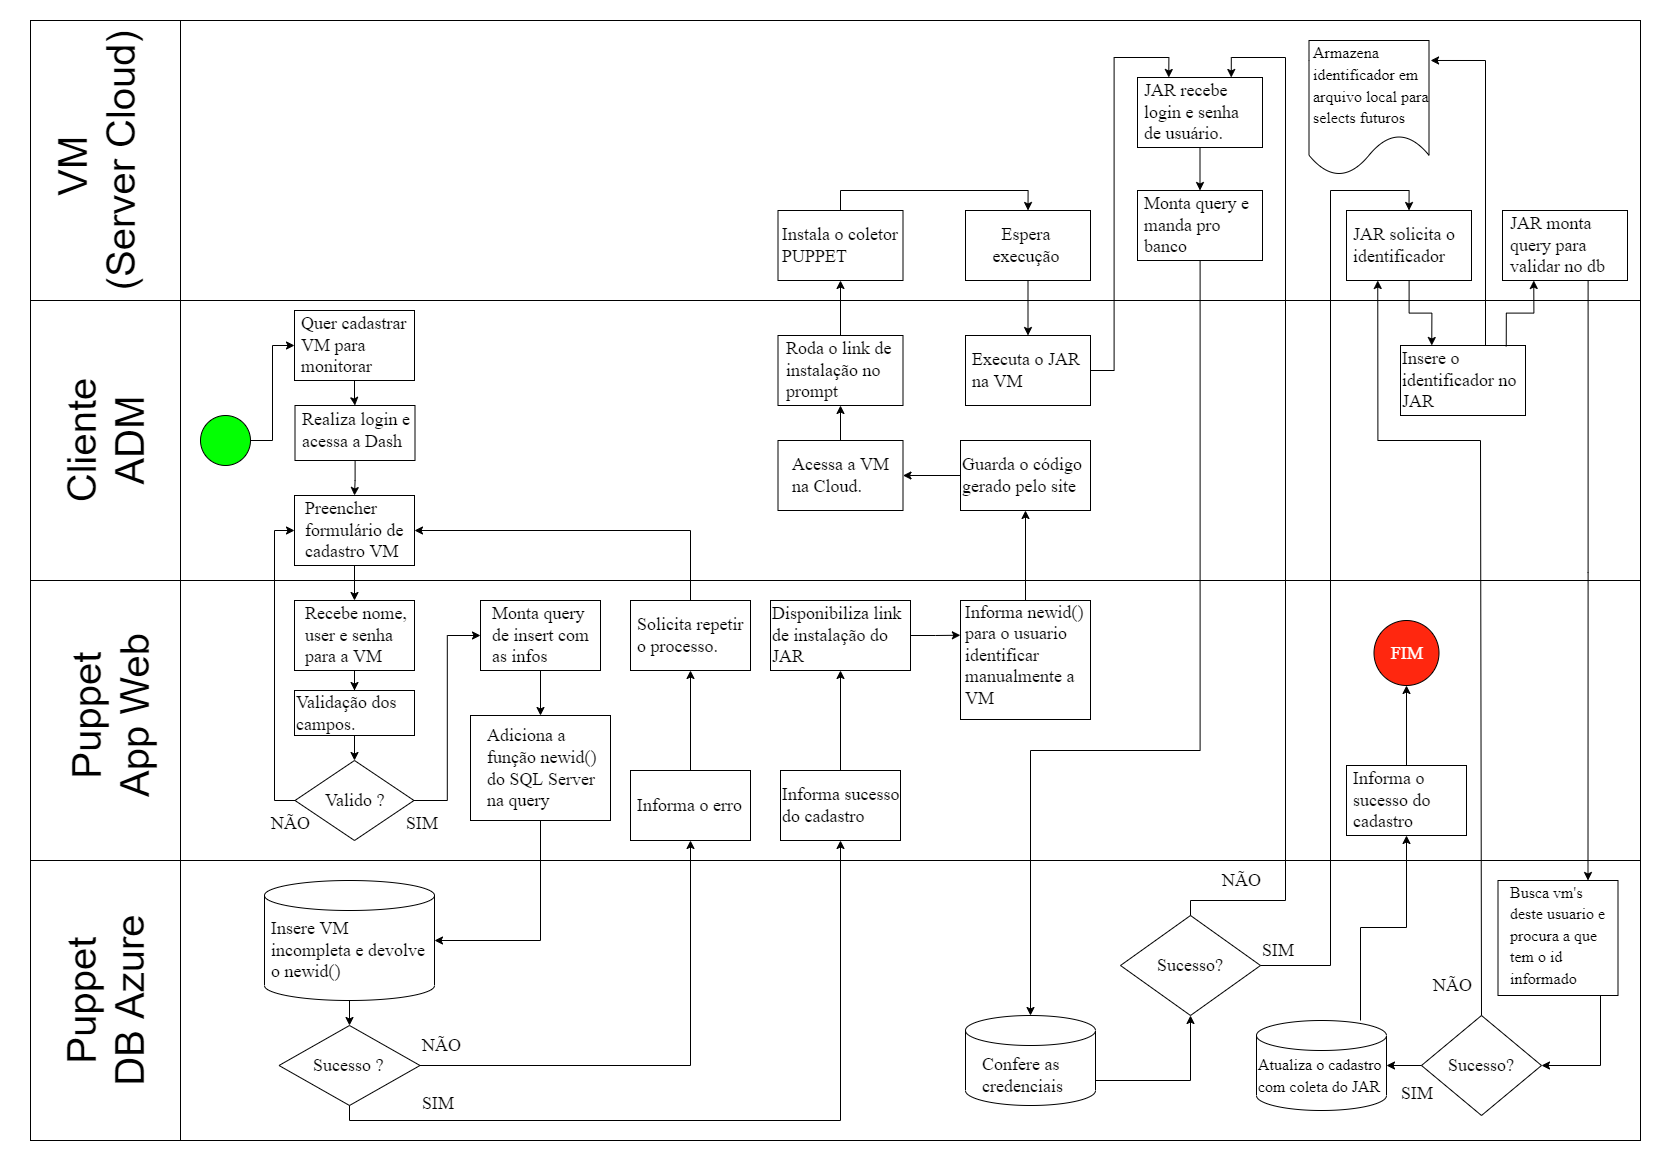 VM
(Server Cloud)
JAR recebe
login e senha
de usuário.
Armazena
identificador em
arquivo local para
selects futuros
Instala o coletor
PUPPET
Espera
execução
Monta query e
manda pro
banco
JAR solicita o
identificador
JAR monta
query para
validar no db
Cliente
ADM
Quer cadastrar
VM para
monitorar
Realiza login e
acessa a Dash
Preencher
formulário de
cadastro VM
Roda o link de
instalação no
prompt
Executa o JAR
na VM
Acessa a VM
na Cloud.
Guarda o código
gerado pelo site
Insere o
identificador no
JAR
Puppet
App Web
Recebe nome,
user e senha
para a VM
Validação dos
campos.
Valido ?
NÃO
SIM
Monta query
de insert com
as infos
Adiciona a
função newid()
do SQL Server
na query
Solicita repetir
o processo.
Informa o erro
Disponibiliza link
de instalação do
JAR
Informa sucesso
do cadastro
Informa newid()
para o usuario
identificar
manualmente a
VM
FIM
Informa o
sucesso do
cadastro
Puppet
DB Azure
Insere VM
incompleta e devolve
o newid()
Sucesso ?
NÃO
SIM
Confere as
credenciais
Sucesso?
NÃO
SIM
Busca vm's
deste usuario e
procura a que
tem o id
informado
NÃO
Sucesso?
SIM
Atualiza o cadastro
com coleta do JAR